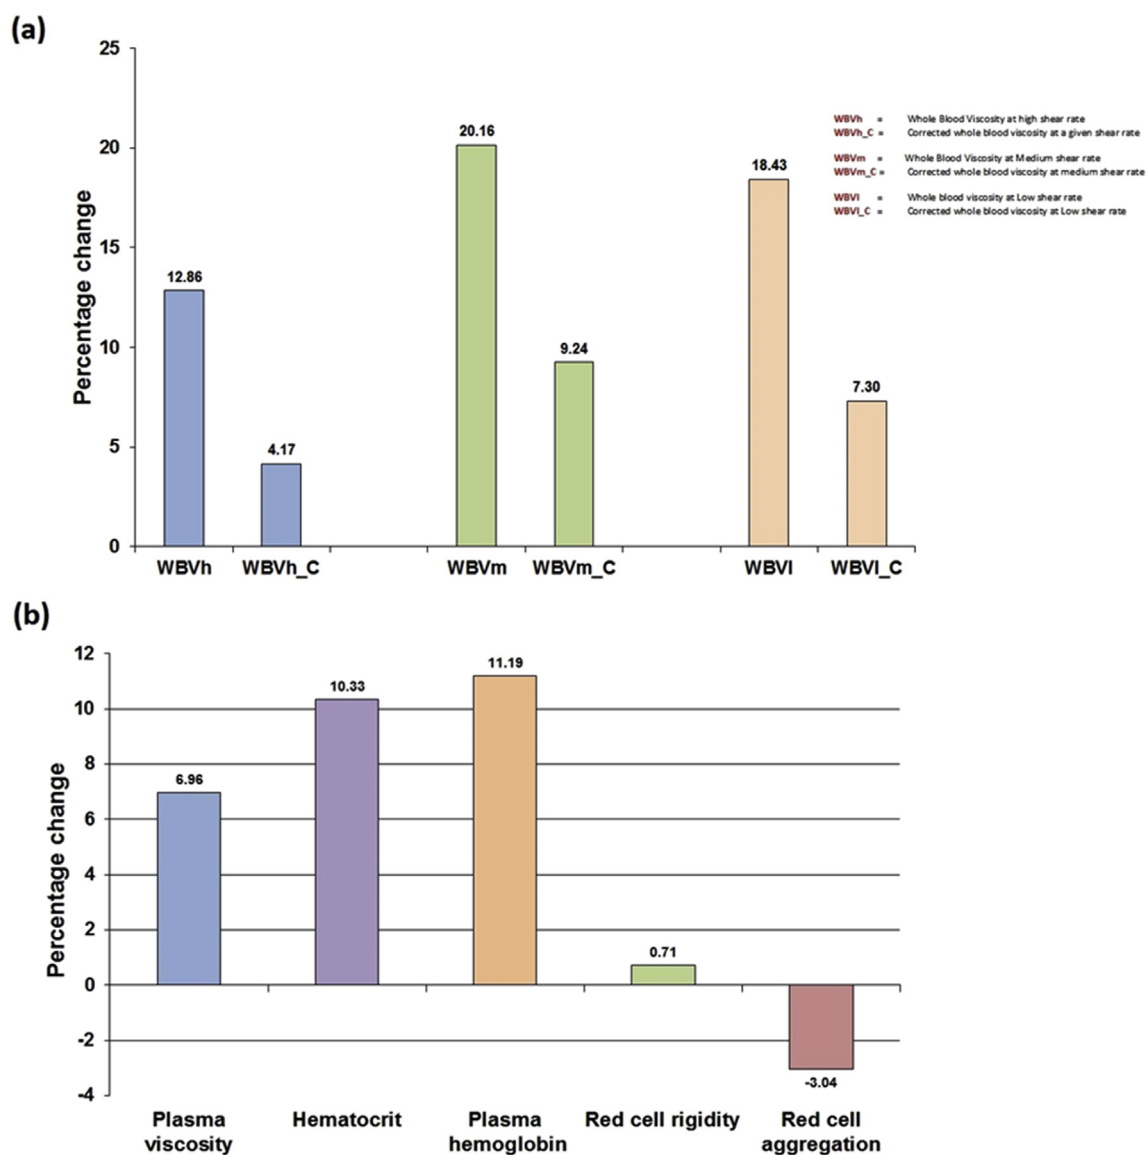 (a)
Percentage change
25
20
15
10
5
0
12.86
4.17
20.16
9.24
18.43
7.30
WBVh
WBVh_C
WBVm
WBVm_C
WBVl
WBVl_C
WBVh = Whole Blood Viscosity at high shear rate
WBVh_C = Corrected whole blood viscosity at a given shear rate
WBVm = Whole Blood Viscosity at Medium shear rate
WBVm_C = Corrected whole blood viscosity at medium shear rate
WBVl = Whole blood viscosity at Low shear rate
WBVl_C = Corrected whole blood viscosity at Low shear rate
(b)
Percentage change
12
10
8
6
4
2
0
-2
-4
6.96
10.33
11.19
0.71
-3.04
Plasma
viscosity
Hematocrit
Plasma
hemoglobin
Red cell rigidity
Red cell
aggregation